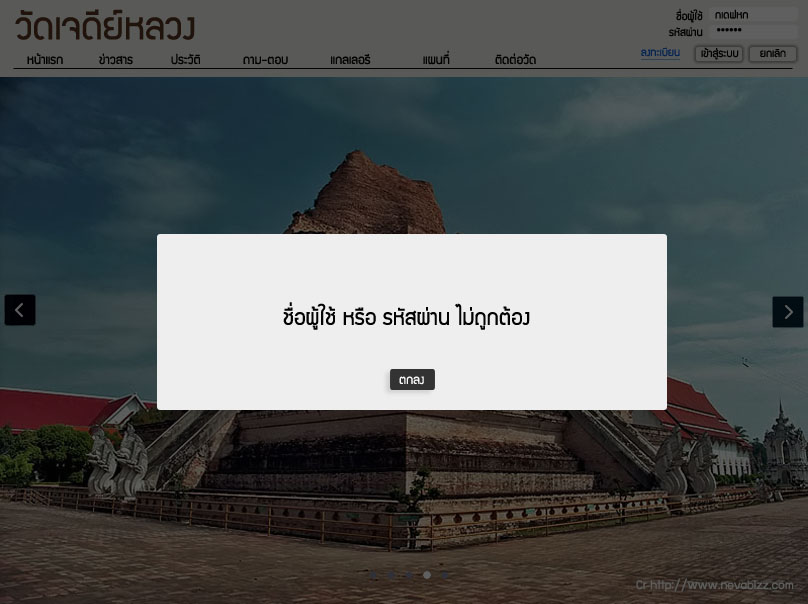 วัดเจดีย์หลวง
ชื่อผู้ใช้ กเดฟหก
รหัสผ่าน ••••••
ลงทะเบียน เข้าสู่ระบบ ยกเลิก
หน้าแรก ข่าวสาร ประวัติ ถาม-ตอบ แกลเลอรี แผนที่ ติดต่อวัด
ชื่อผู้ใช้ หรือ รหัสผ่าน ไม่ถูกต้อง
ตกลง
Cr-http://www.nevobizz.com